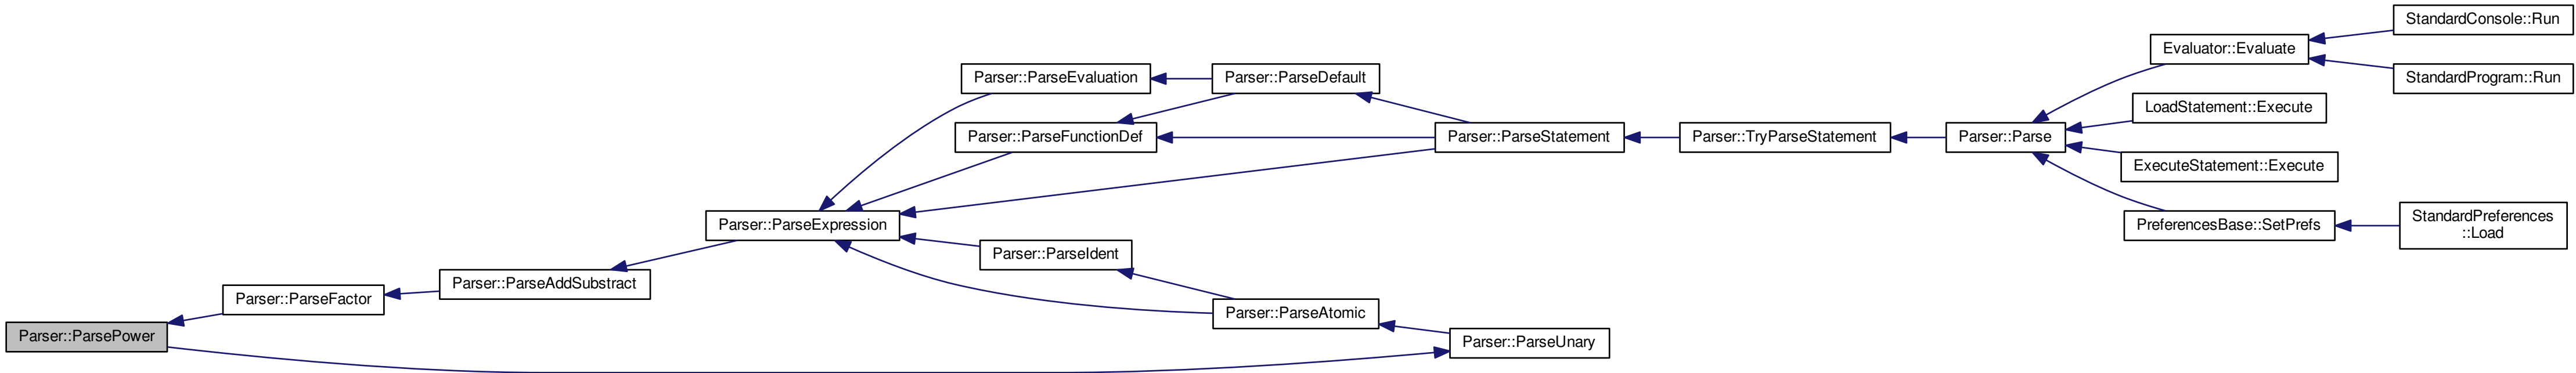 StandardConsole::Run
Evaluator::Evaluate
Parser::ParseEvaluation
Parser::ParseDefault
StandardProgram::Run
LoadStatement::Execute
Parser::ParseFunctionDef
Parser::ParseStatement
Parser::TryParseStatement
Parser::Parse
ExecuteStatement::Execute
Parser::ParseExpression
PreferencesBase::SetPrefs
StandardPreferences
::Load
Parser::ParseIdent
Parser::ParseAddSubstract
Parser::ParseFactor
Parser::ParseAtomic
Parser::ParsePower
Parser::ParseUnary